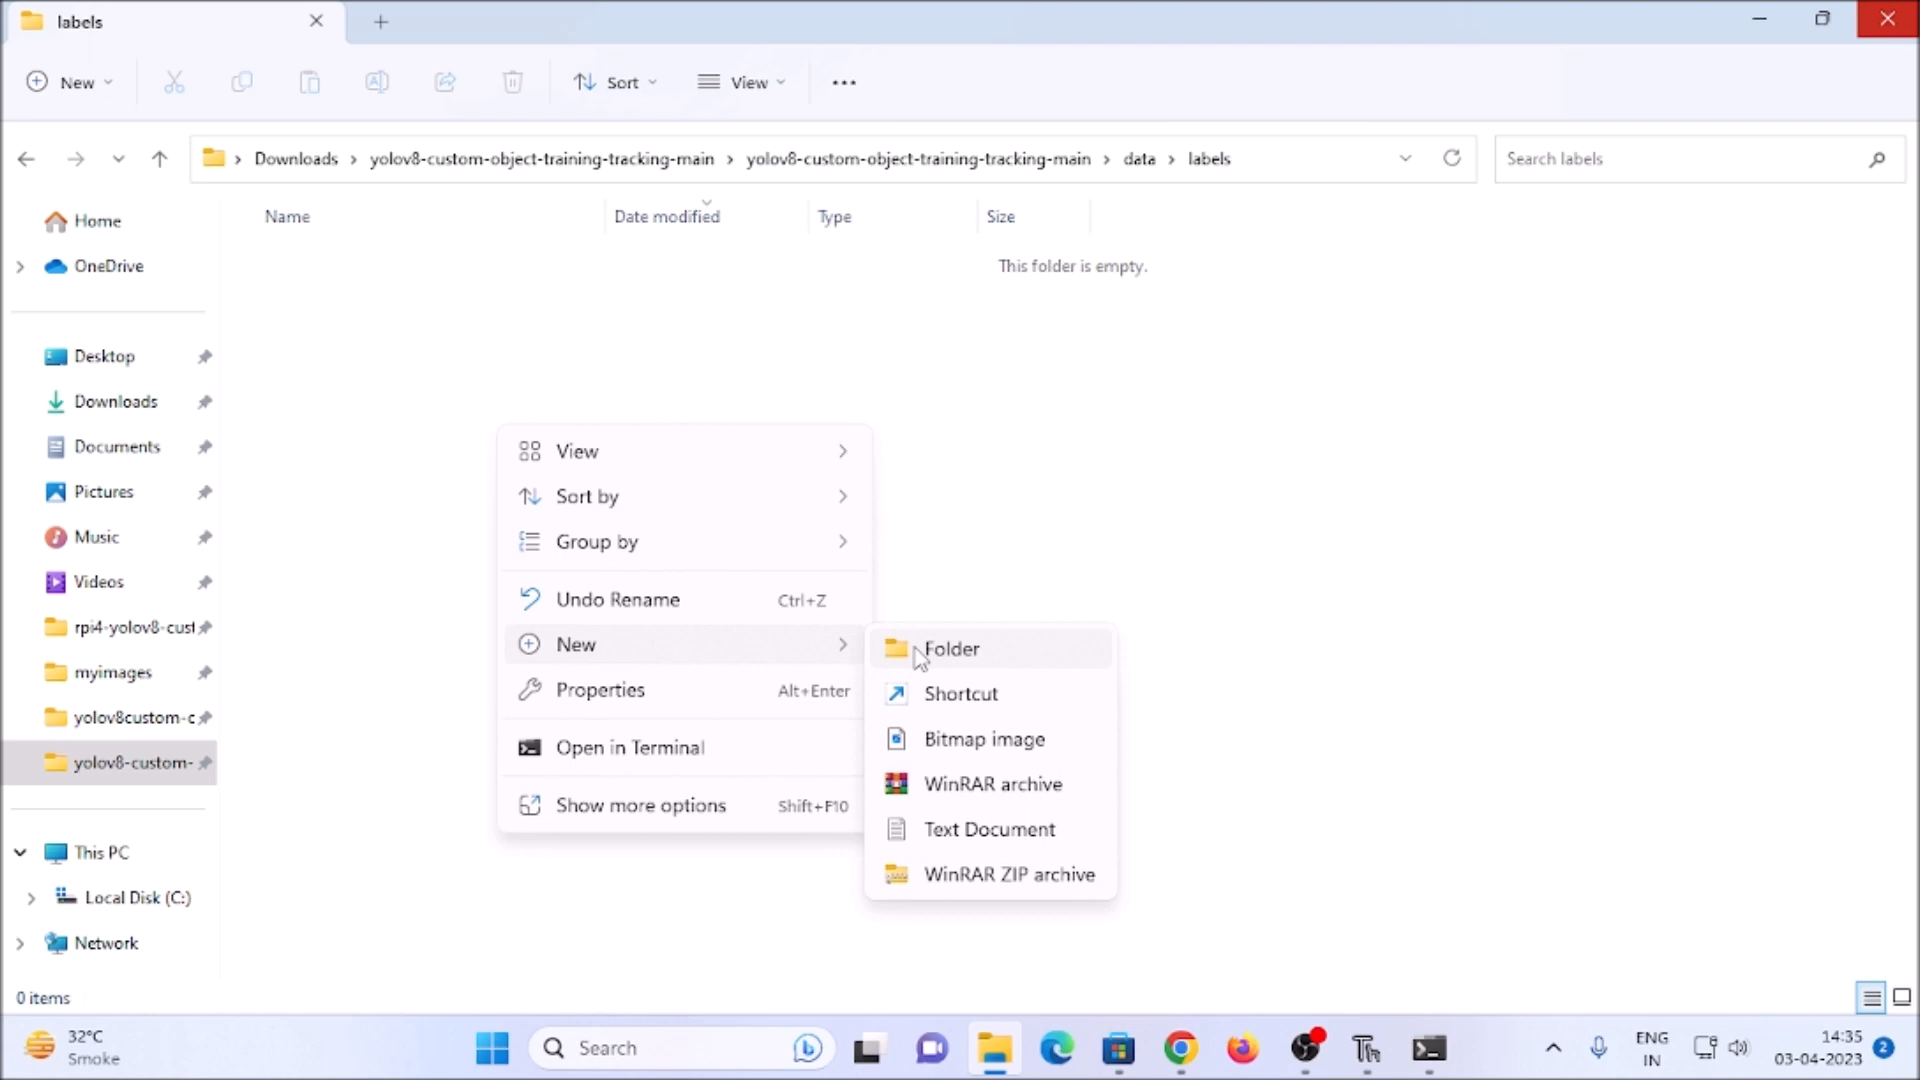 labels
New
Sort
View
Downloads > yolov8-custom-object-training-tracking-main > yolov8-custom-object-training-tracking-main > data > labels
Search labels
Name
Date modified
Type
Size
This folder is empty.
Home
OneDrive
Desktop
Downloads
Documents
Pictures
Music
Videos
rpi4-yolov8-cust
myimages
yolov8custom-c
yolov8-custom-
This PC
Local Disk (C:)
Network
View
Sort by
Group by
Undo Rename Ctrl+Z
New
Properties Alt+Enter
Open in Terminal
Show more options Shift+F10
Folder
Shortcut
Bitmap image
WinRAR archive
Text Document
WinRAR ZIP archive
0 items
32°C
Smoke
Search
ENG
IN
14:35
03-04-2023
2